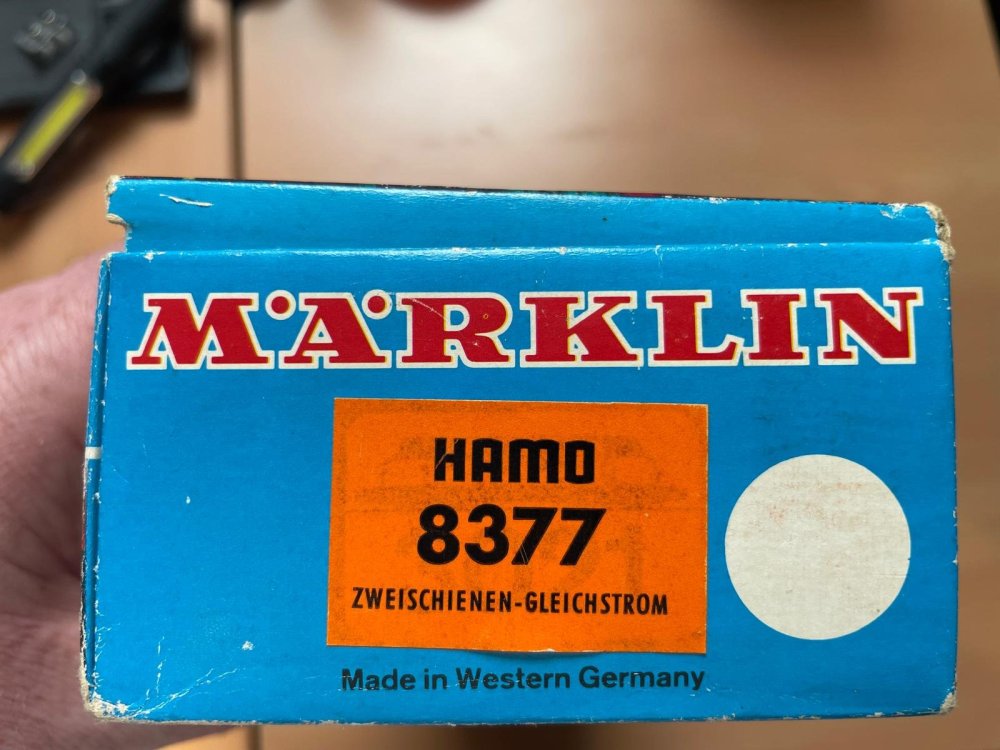 MÄRKLIN
HAMO
8377
ZWEISCHIENEN-GLEICHSTROM
Made in Western Germany